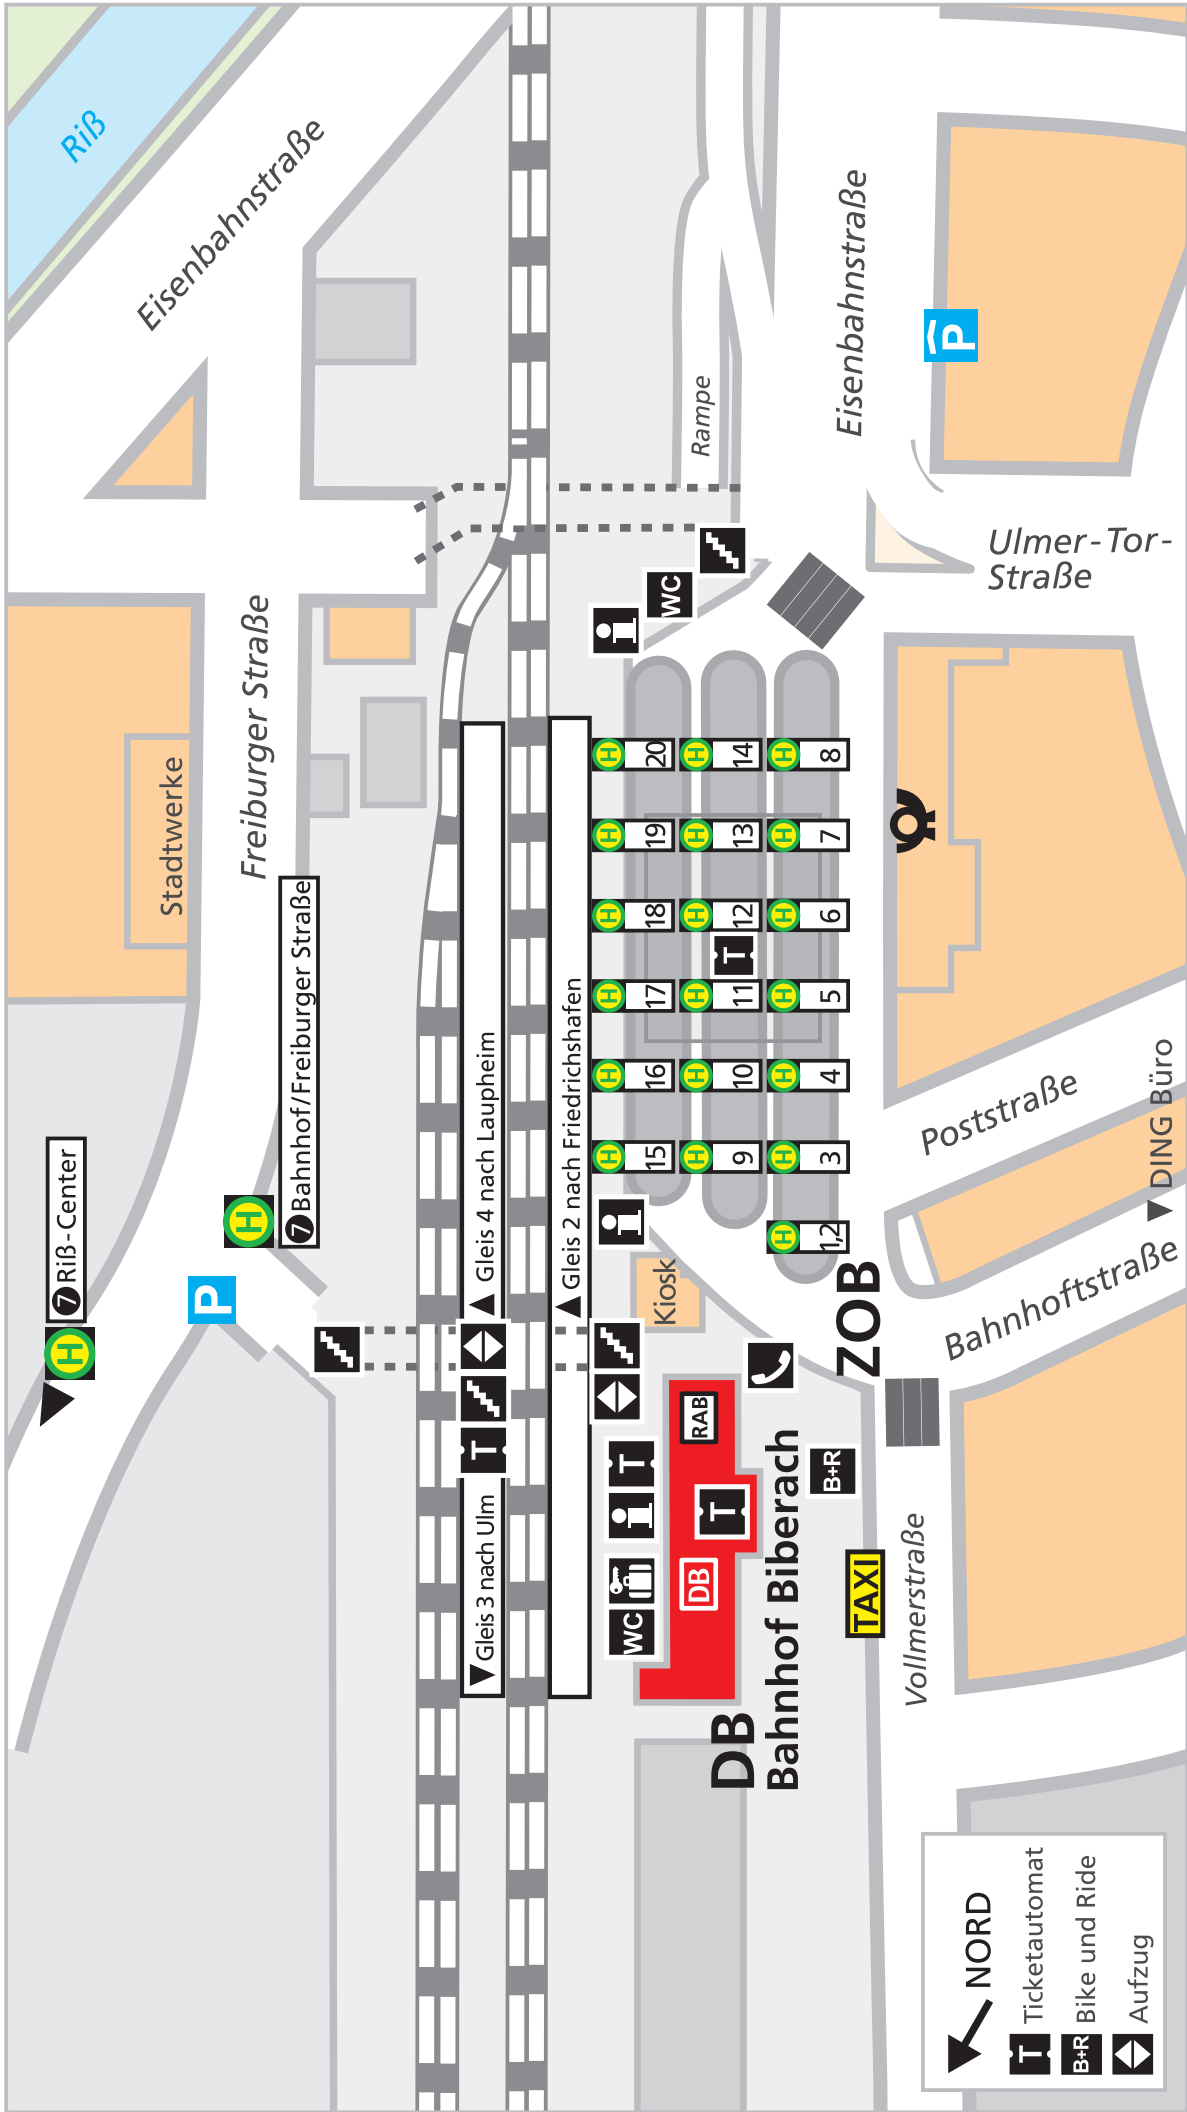 Riß
Eisenbahnstraße
Eisenbahnstraße
Rampe
P
Ulmer-Tor-
Straße
Freiburger Straße
Stadtwerke
WC
i
H 20
H 14
H 8
H 19
H 13
H 7
H 18
H 12
H 6
T
H 17
H 11
H 5
H 16
H 10
H 4
H 15
H 9
H 3
H 1,2
7 Bahnhof/Freiburger Straße
H
7 Riß-Center
H
P
Gleis 4 nach Laupheim
Gleis 2 nach Friedrichshafen
Gleis 3 nach Ulm
T
i
Kiosk
ZOB
Poststraße
DING Büro
Bahnhoftstraße
T
i
WC
RAB
T
DB
DB
Bahnhof Biberach
B+R
TAXI
Vollmerstraße
NORD
T Ticketautomat
B+R Bike und Ride
Aufzug